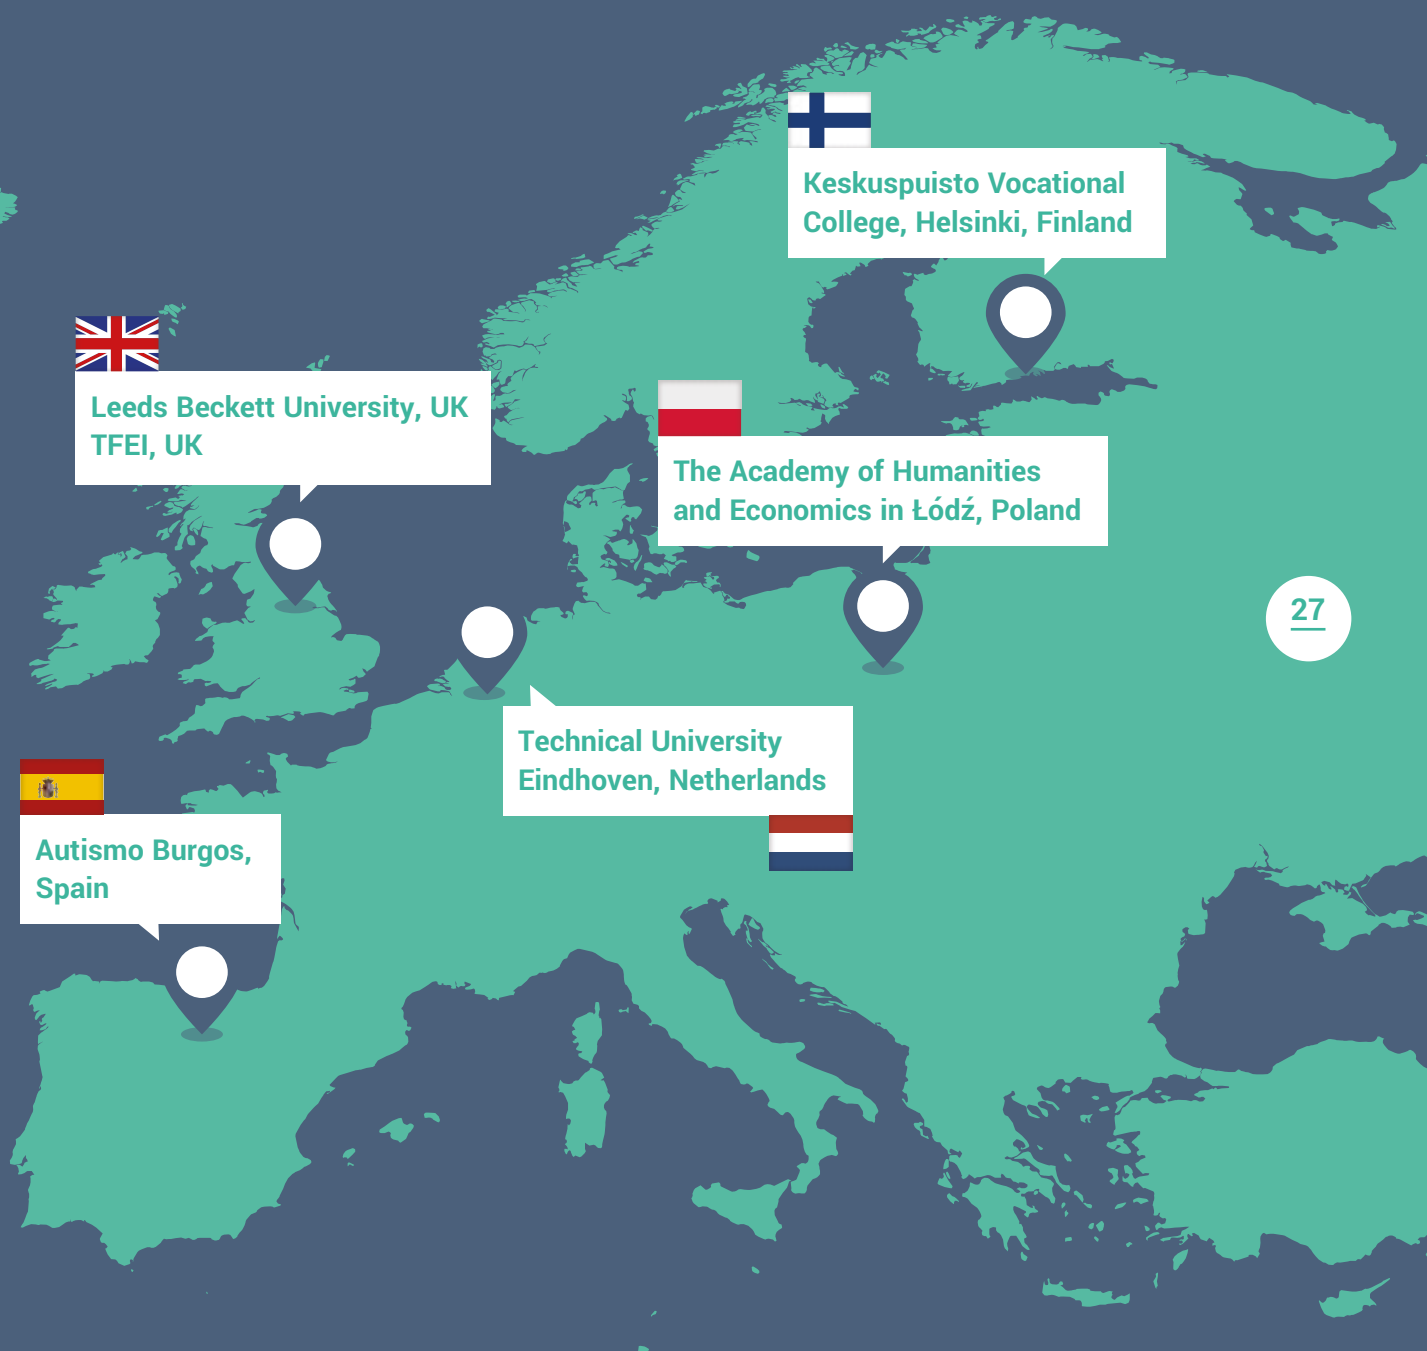 Keskuspuisto Vocational
College, Helsinki, Finland
Leeds Beckett University, UK
TFEI, UK
The Academy of Humanities
and Economics in Łódź, Poland
27
Technical University
Eindhoven, Netherlands
Autismo Burgos,
Spain